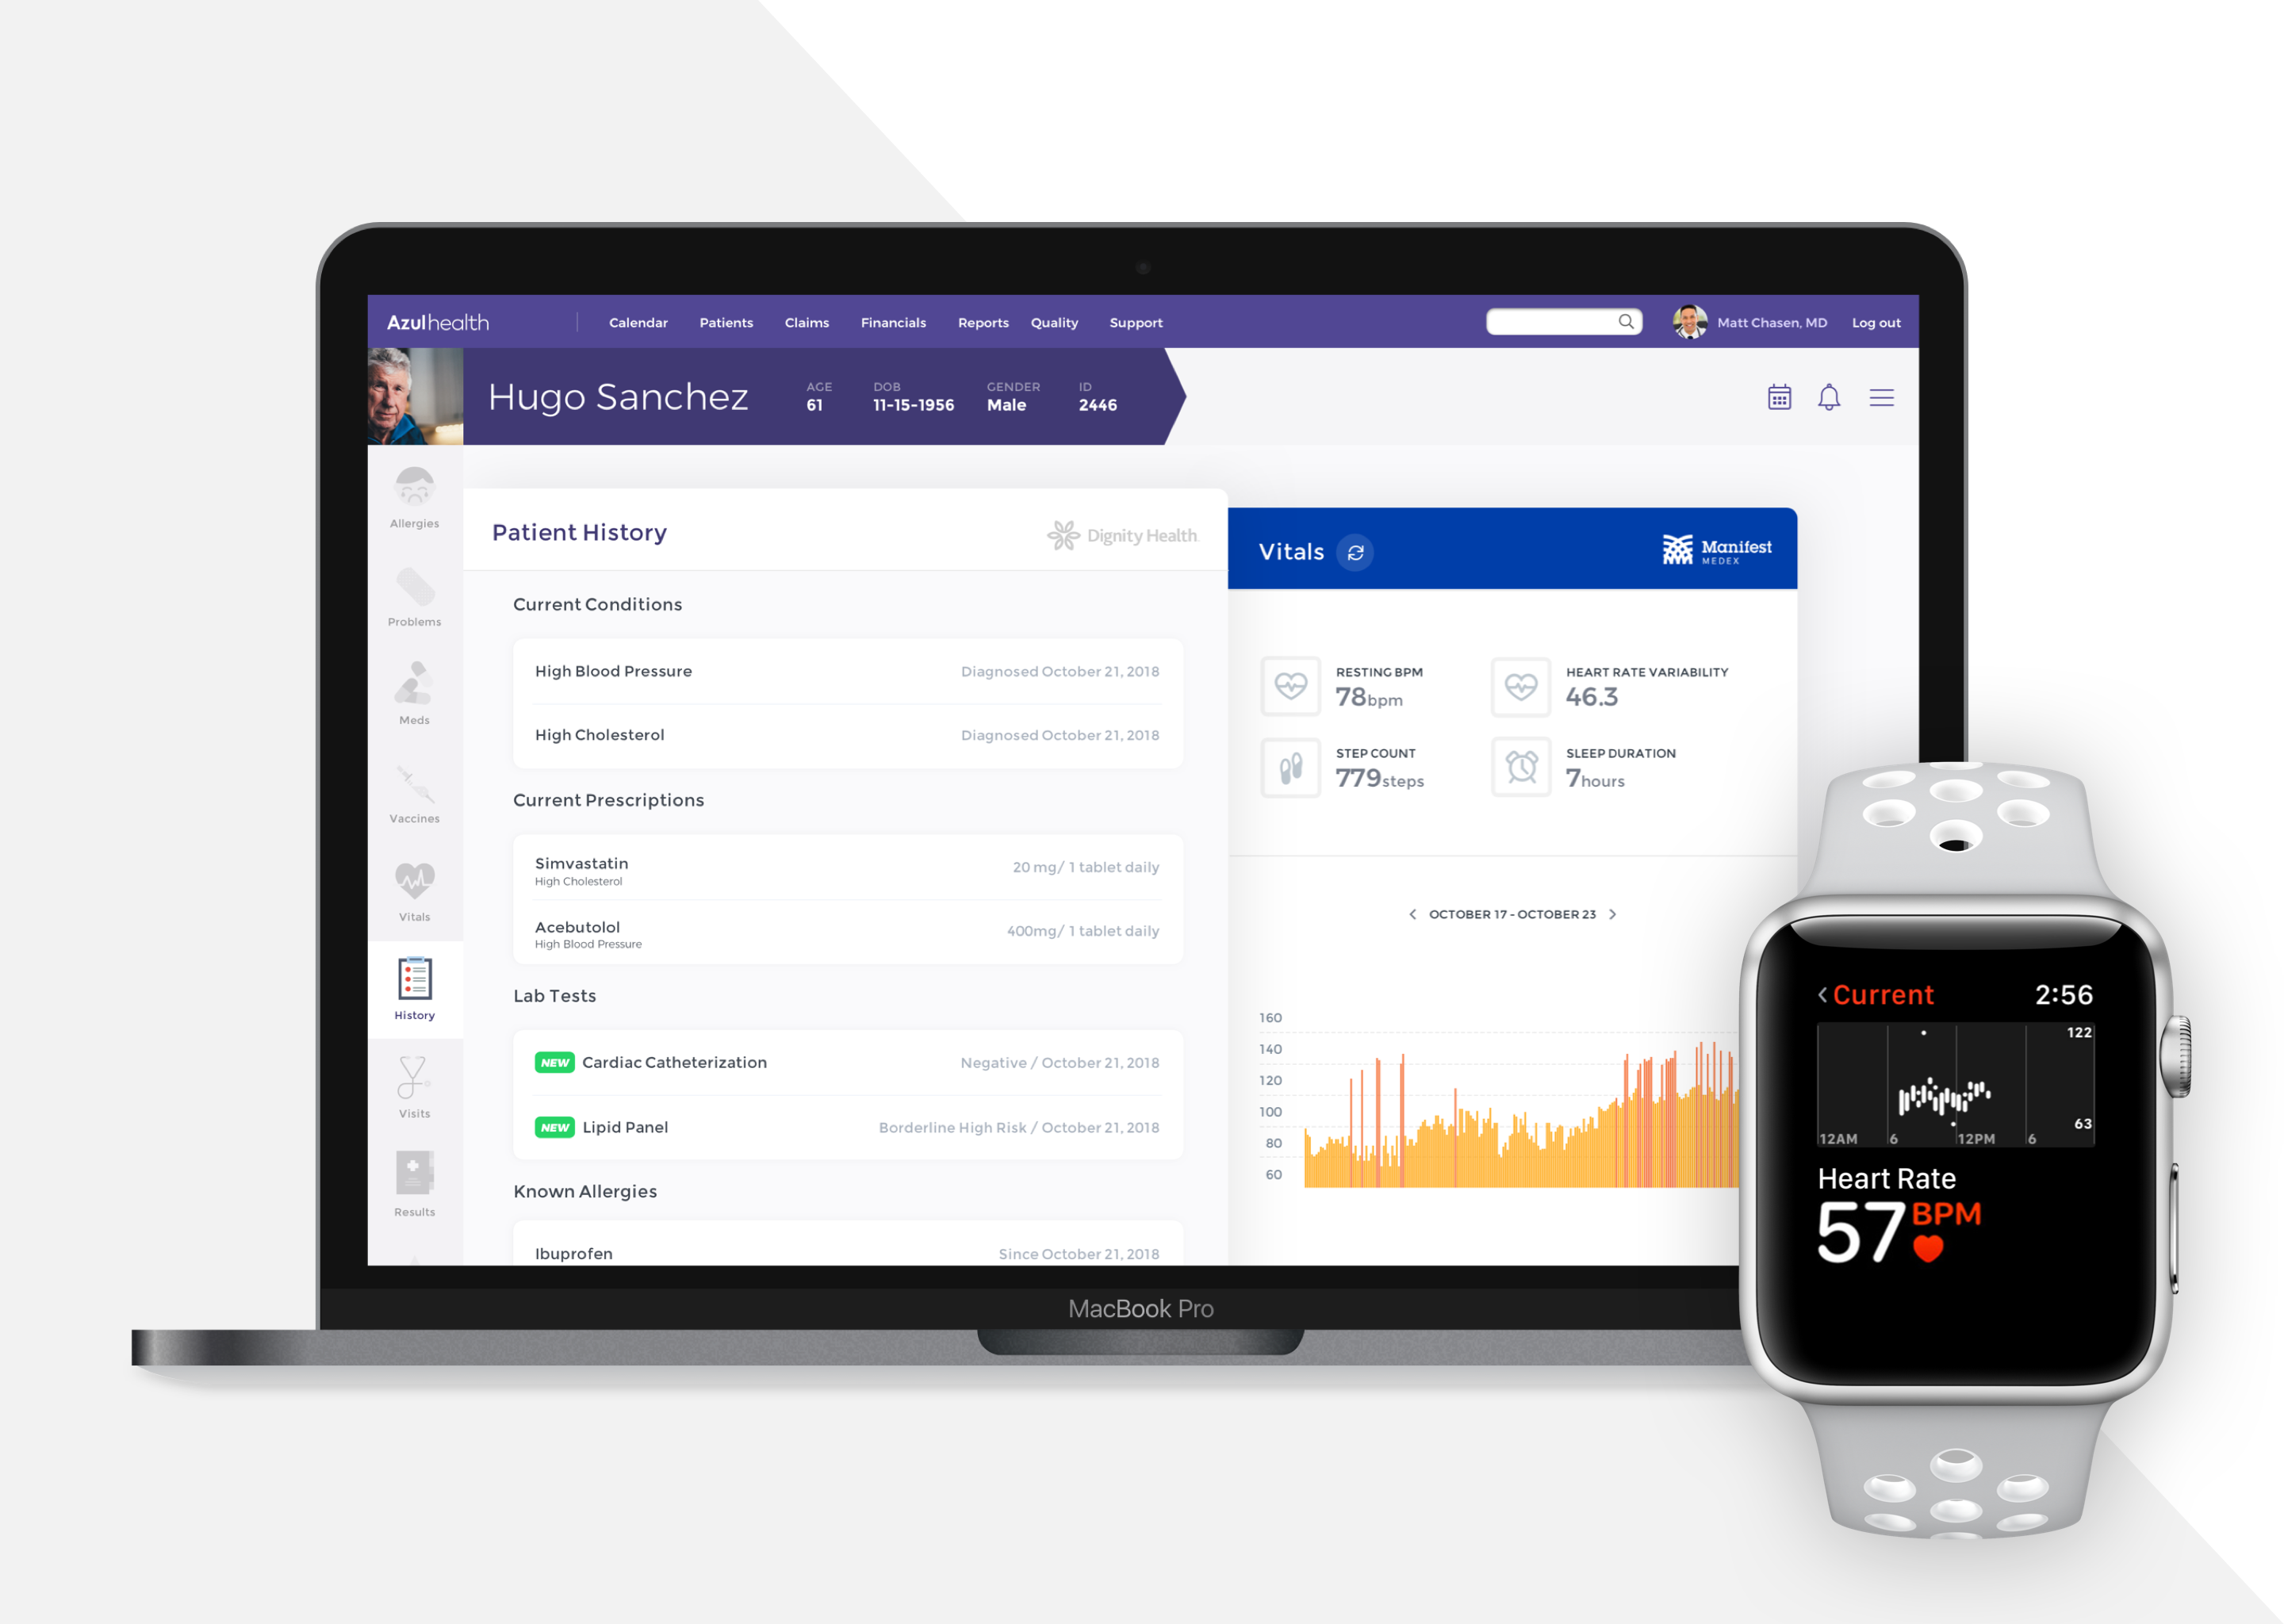 Azulhealth
Calendar Patients Claims Financials Reports Quality Support
Matt Chasen, MD Log out
Hugo Sanchez
AGE DOB GENDER ID
61 11-15-1956 Male 2446
Allergies
Problems
Meds
Vaccines
Vitals
History
Visits
Results
Patient History
Dignity Health
Current Conditions
High Blood Pressure Diagnosed October 21, 2018
High Cholesterol Diagnosed October 21, 2018
Current Prescriptions
Simvastatin 20 mg/ 1 tablet daily
High Cholesterol
Acebutolol 400mg/ 1 tablet daily
High Blood Pressure
Lab Tests
NEW Cardiac Catheterization Negative / October 21, 2018
NEW Lipid Panel Borderline High Risk / October 21, 2018
Known Allergies
Ibuprofen Since October 21, 2018
Vitals
Manifest
MEDEX
RESTING BPM
78bpm
HEART RATE VARIABILITY
46.3
STEP COUNT
779steps
SLEEP DURATION
7hours
OCTOBER 17 - OCTOBER 23
160
140
120
100
80
60
MacBook Pro
Current 2:56
122
63
12AM 6 12PM 6
Heart Rate
57 BPM